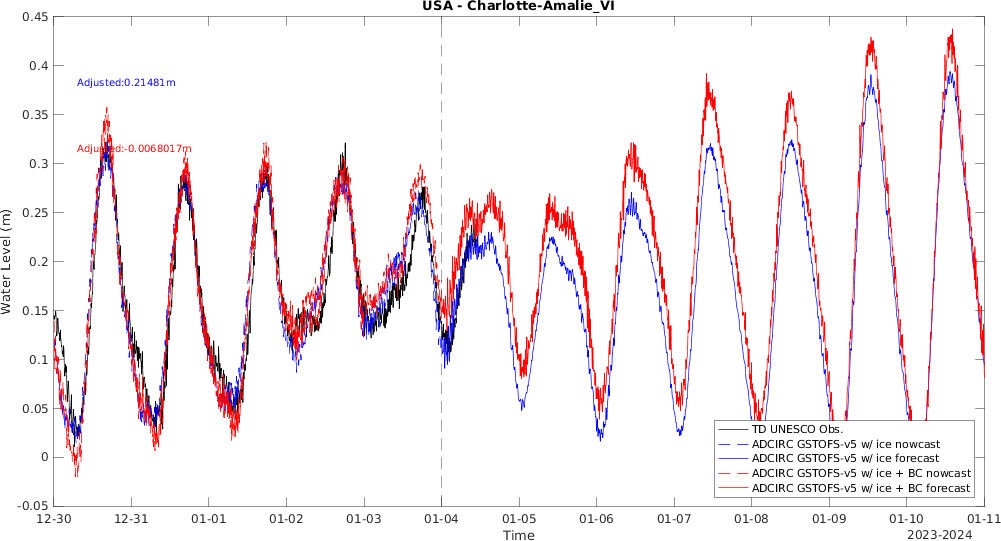 USA - Charlotte-Amalie_VI
0.45
0.4
0.35
0.3
0.25
0.2
0.15
0.1
0.05
0
-0.05
Water Level (m)
Adjusted:0.21481m
Adjusted:-0.0068017m
TD UNESCO Obs.
ADCIRC GSTOFS-v5 w/ ice nowcast
ADCIRC GSTOFS-v5 w/ ice forecast
ADCIRC GSTOFS-v5 w/ ice + BC nowcast
ADCIRC GSTOFS-v5 w/ ice + BC forecast
12-30 12-31 01-01 01-02 01-03 01-04 01-05 01-06 01-07 01-08 01-09 01-10 01-11
Time
2023-2024